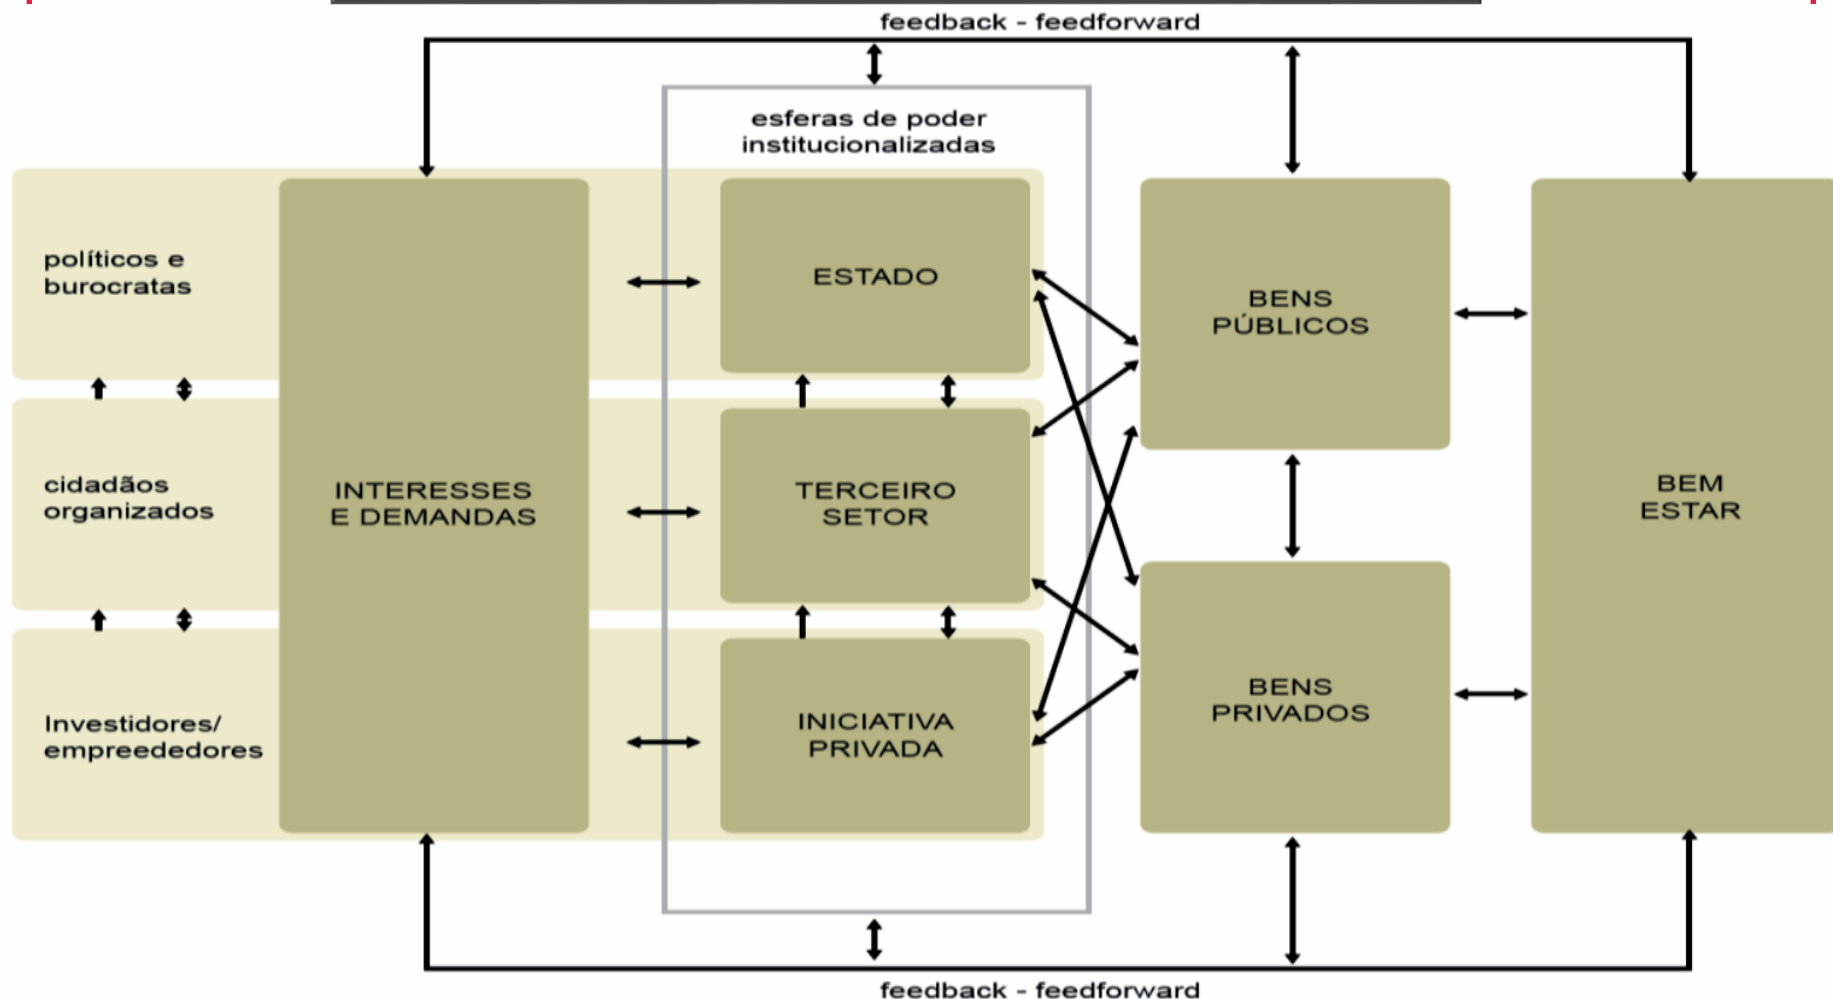 feedback - feedforward
esferas de poder
institucionalizadas
políticos e
burocratas
ESTADO
BENS
PÚBLICOS
cidadãos
organizados
INTERESSES
E DEMANDAS
TERCEIRO
SETOR
BEM
ESTAR
Investidores/
empreededores
INICIATIVA
PRIVADA
BENS
PRIVADOS
feedback - feedforward